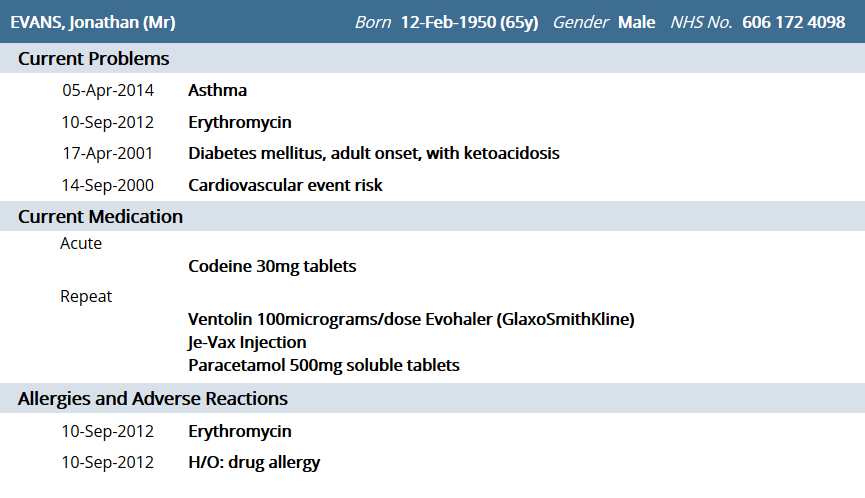 EVANS, Jonathan (Mr) Born 12-Feb-1950 (65y) Gender Male NHS No. 606 172 4098
Current Problems
05-Apr-2014 Asthma
10-Sep-2012 Erythromycin
17-Apr-2001 Diabetes mellitus, adult onset, with ketoacidosis
14-Sep-2000 Cardiovascular event risk
Current Medication
Acute
Codeine 30mg tablets
Repeat
Ventolin 100micrograms/dose Evohaler (GlaxoSmithKline)
Je-Vax Injection
Paracetamol 500mg soluble tablets
Allergies and Adverse Reactions
10-Sep-2012 Erythromycin
10-Sep-2012 H/O: drug allergy